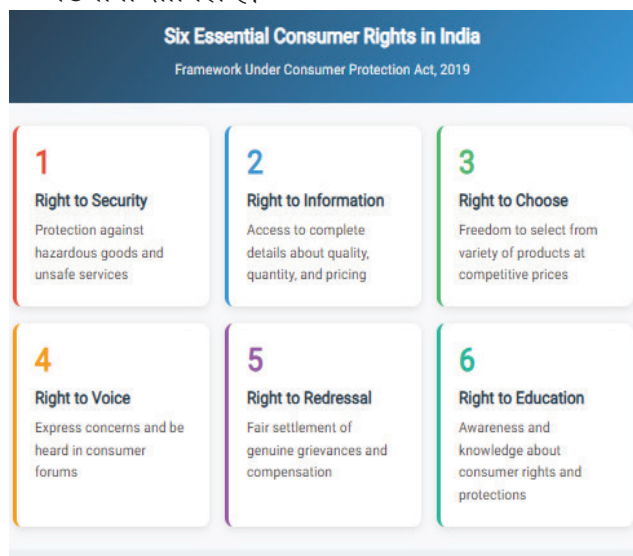 Six Essential Consumer Rights in India
Framework Under Consumer Protection Act, 2019
1
Right to Security
Protection against
hazardous goods and
unsafe services
2
Right to Information
Access to complete
details about quality,
quantity, and pricing
3
Right to Choose
Freedom to select from
variety of products at
competitive prices
4
Right to Voice
Express concerns and be
heard in consumer
forums
5
Right to Redressal
Fair settlement of
genuine grievances and
compensation
6
Right to Education
Awareness and
knowledge about
consumer rights and
protections